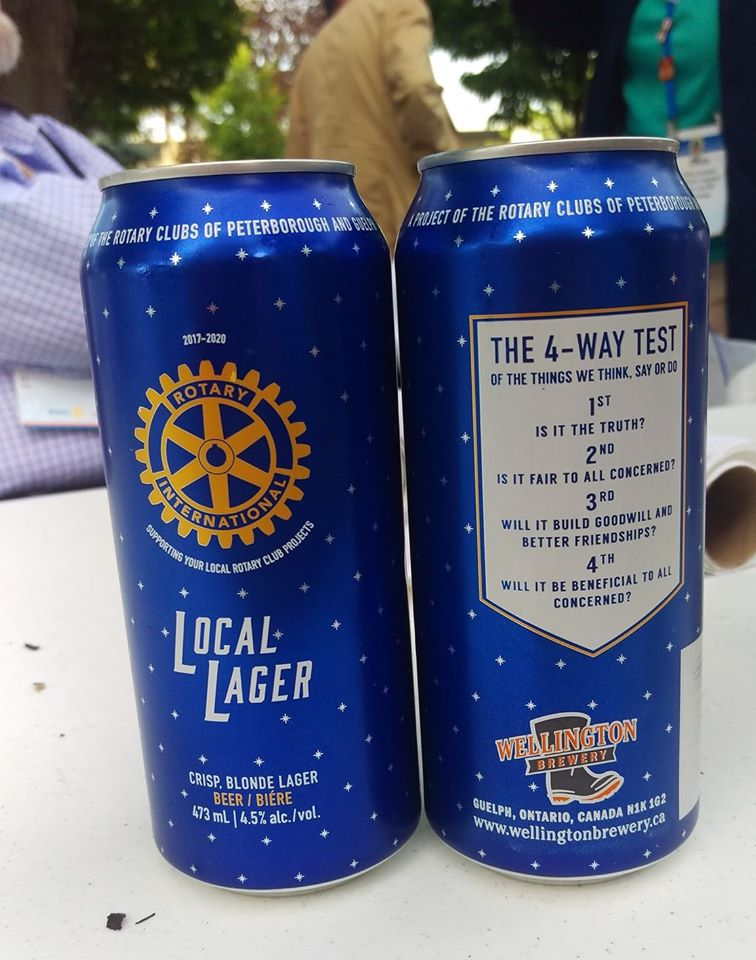 OF THE ROTARY CLUBS OF PETERBOROUGH AND GUELPH
2017-2020
ROTARY
INTERNATIONAL
SUPPORTING YOUR LOCAL ROTARY CLUB PROJECTS
LOCAL
LAGER
CRISP, BLONDE LAGER
BEER / BIÉRE
473 mL | 4.5% alc./vol.
A PROJECT OF THE ROTARY CLUBS OF PETERBOROUGH
THE 4-WAY TEST
OF THE THINGS WE THINK, SAY OR DO
1ST
IS IT THE TRUTH?
2ND
IS IT FAIR TO ALL CONCERNED?
3RD
WILL IT BUILD GOODWILL AND
BETTER FRIENDSHIPS?
4TH
WILL IT BE BENEFICIAL TO ALL
CONCERNED?
WELLINGTON
BREWERY
GUELPH, ONTARIO, CANADA N1K 1G2
www.wellingtonbrewery.ca